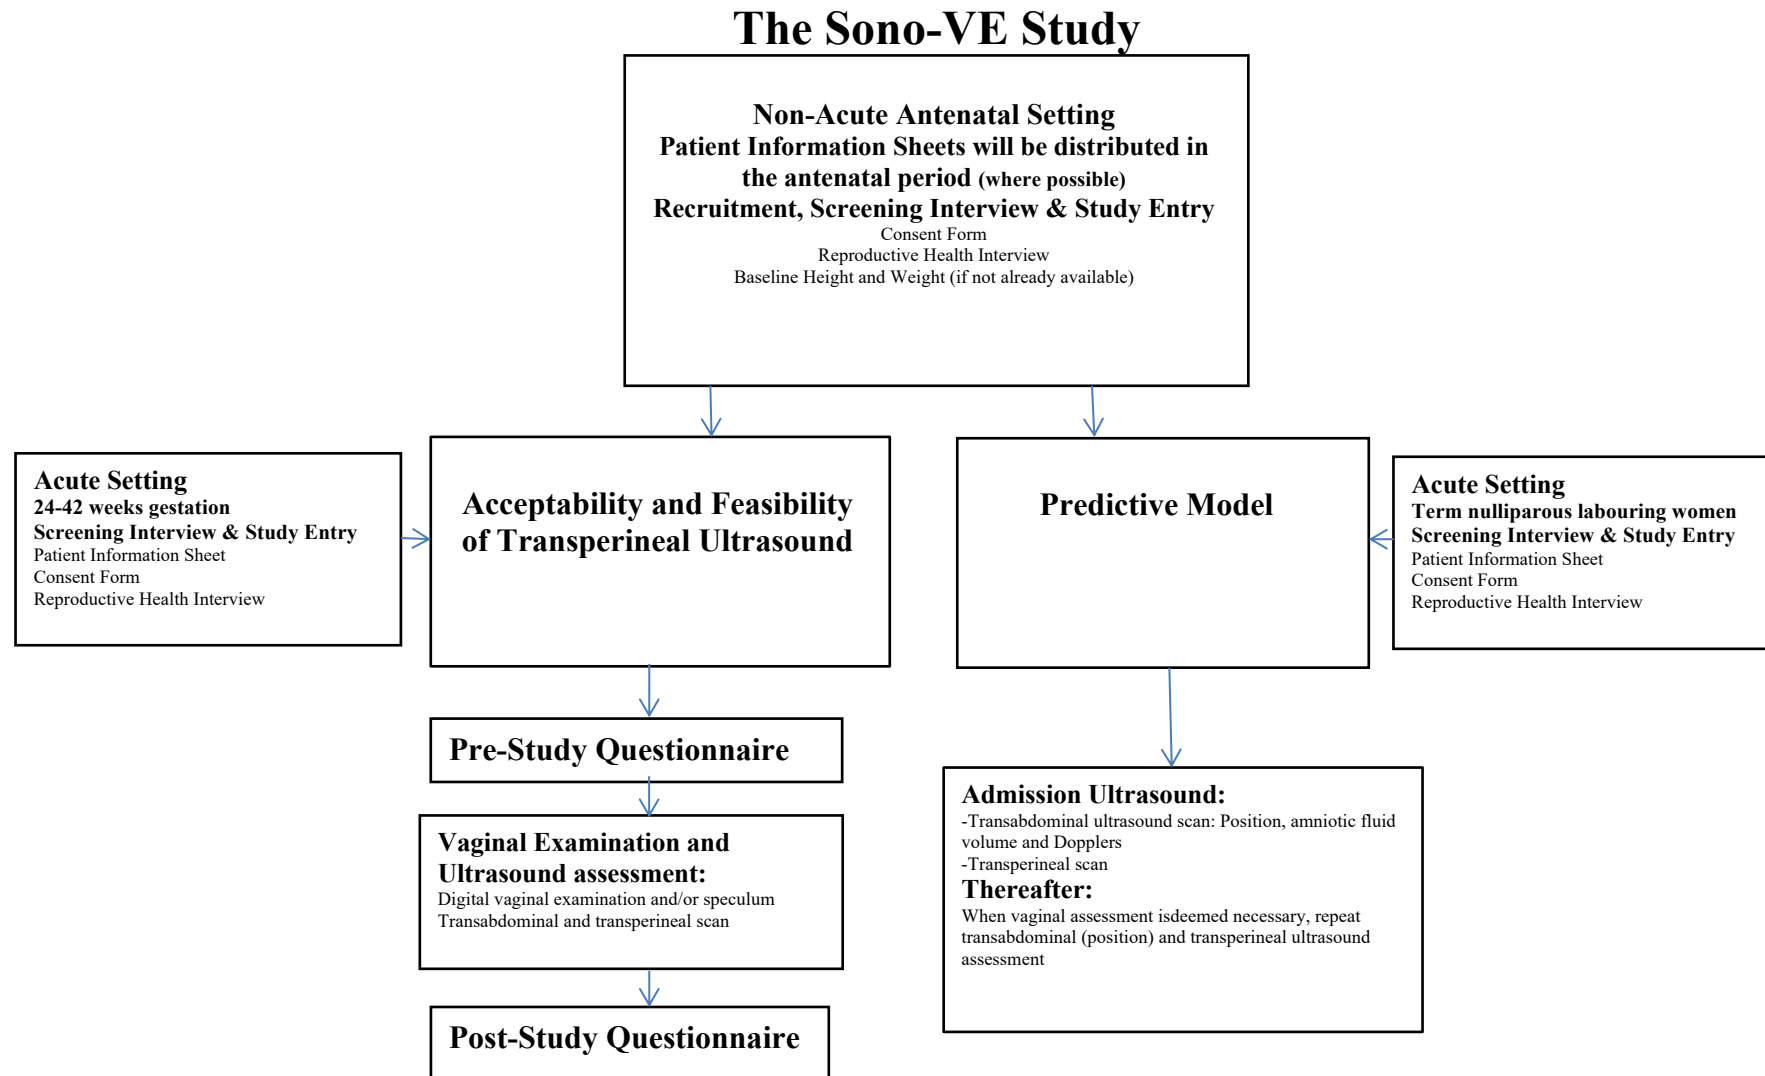 The Sono-VE Study
Non-Acute Antenatal Setting
Patient Information Sheets will be distributed in
the antenatal period (where possible)
Recruitment, Screening Interview & Study Entry
Consent Form
Reproductive Health Interview
Baseline Height and Weight (if not already available)
Acute Setting
24-42 weeks gestation
Screening Interview & Study Entry
Patient Information Sheet
Consent Form
Reproductive Health Interview
Acceptability and Feasibility
of Transperineal Ultrasound
Predictive Model
Acute Setting
Term nulliparous labouring women
Screening Interview & Study Entry
Patient Information Sheet
Consent Form
Reproductive Health Interview
Pre-Study Questionnaire
Vaginal Examination and
Ultrasound assessment:
Digital vaginal examination and/or speculum
Transabdominal and transperineal scan
Post-Study Questionnaire
Admission Ultrasound:
-Transabdominal ultrasound scan: Position, amniotic fluid
volume and Dopplers
-Transperineal scan
Thereafter:
When vaginal assessment isdeemed necessary, repeat
transabdominal (position) and transperineal ultrasound
assessment